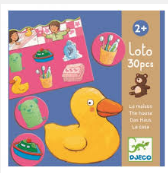 2+
loto
30pcs
La maison
The house
Das Haus
La casa
DJECO